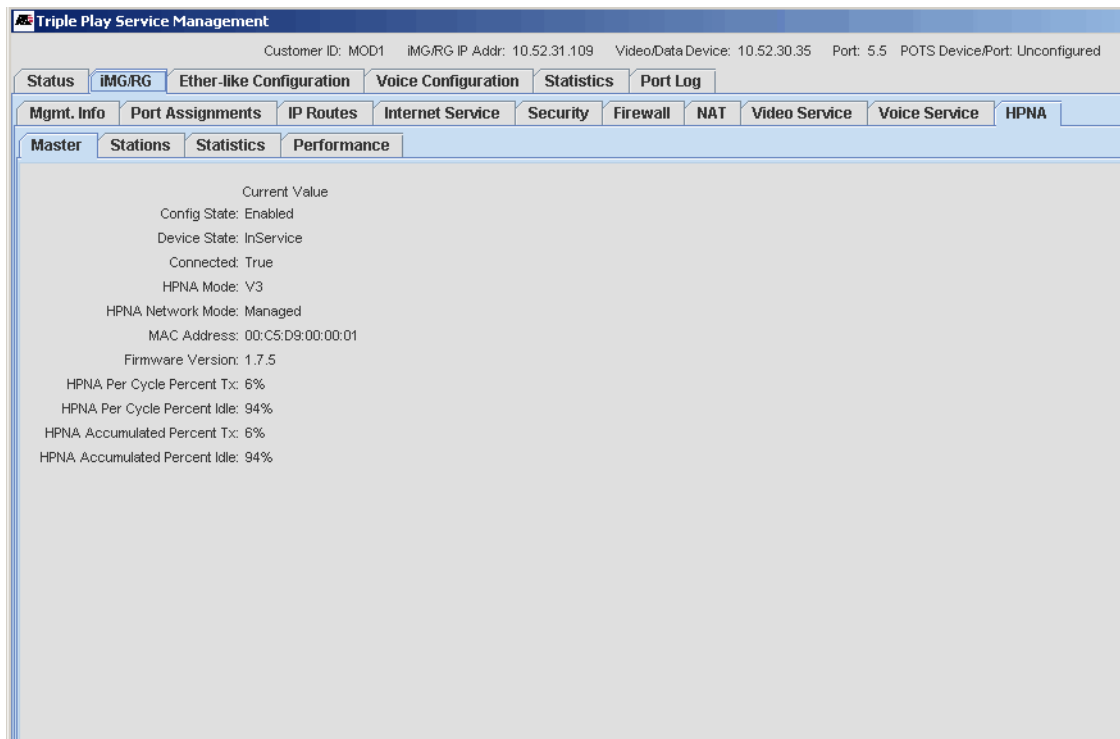 Triple Play Service Management
Customer ID: MOD1 iMG/RG IP Addr: 10.52.31.109 Video/Data Device: 10.52.30.35 Port: 5.5 POTS Device/Port: Unconfigured
Status iMG/RG Ether-like Configuration Voice Configuration Statistics Port Log
Mgmt. Info Port Assignments IP Routes Internet Service Security Firewall NAT Video Service Voice Service HPNA
Master Stations Statistics Performance
Current Value
Config State: Enabled
Device State: InService
Connected: True
HPNA Mode: V3
HPNA Network Mode: Managed
MAC Address: 00:C5:D9:00:00:01
Firmware Version: 1.7.5
HPNA Per Cycle Percent Tx: 6%
HPNA Per Cycle Percent Idle: 94%
HPNA Accumulated Percent Tx: 6%
HPNA Accumulated Percent Idle: 94%